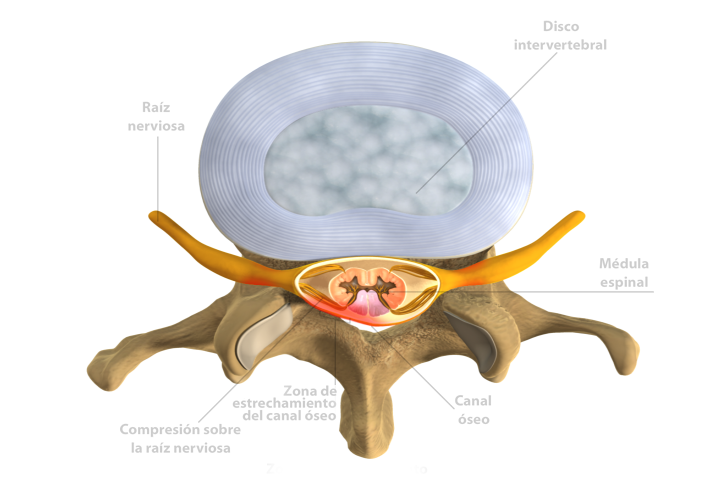 Disco
intervertebral
Raíz
nerviosa
Médula
espinal
Zona de
estrechamiento
del canal óseo
Canal
óseo
Compresión sobre
la raíz nerviosa